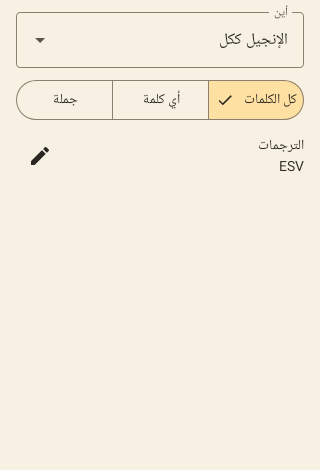 أين
الإنجيل ككل
كل الكلمات
أي كلمة
جملة
الترجمات
ESV